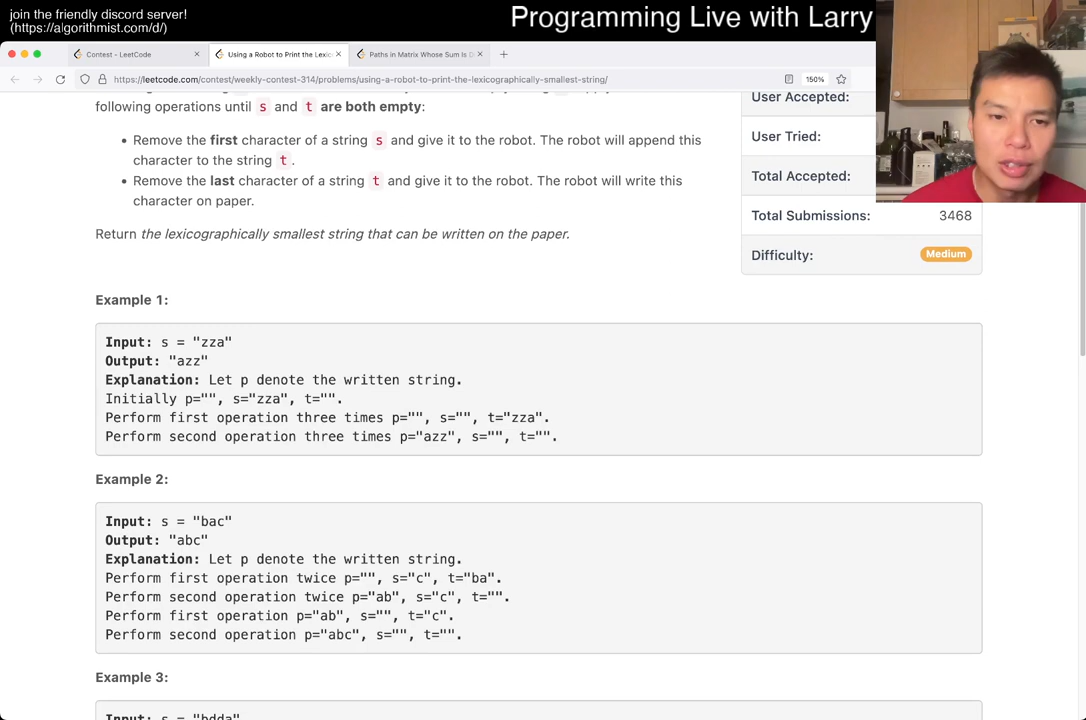 join the friendly discord server!
(https://algorithmist.com/d/)
Programming Live with Larry
Contest - LeetCode
Using a Robot to Print the Lexic
Paths in Matrix Whose Sum Is D
https://leetcode.com/contest/weekly-contest-314/problems/using-a-robot-to-print-the-lexicographically-smallest-string/
150%
following operations until s and t are both empty:
• Remove the first character of a string s and give it to the robot. The robot will append this
character to the string t.
• Remove the last character of a string t and give it to the robot. The robot will write this
character on paper.
Return the lexicographically smallest string that can be written on the paper.
User Accepted:
User Tried:
Total Accepted:
Total Submissions: 3468
Difficulty: Medium
Example 1:
Input: s = "zza"
Output: "azz"
Explanation: Let p denote the written string.
Initially p="", s="zza", t="".
Perform first operation three times p="", s="", t="zza".
Perform second operation three times p="azz", s="", t="".
Example 2:
Input: s = "bac"
Output: "abc"
Explanation: Let p denote the written string.
Perform first operation twice p="", s="c", t="ba".
Perform second operation twice p="ab", s="c", t="".
Perform first operation p="ab", s="", t="c".
Perform second operation p="abc", s="", t="".
Example 3:
Input: s = "bdda"